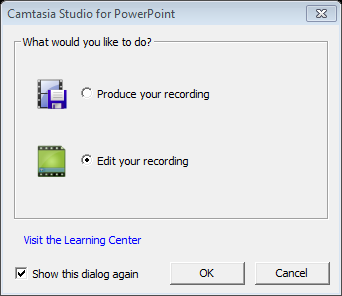 Camtasia Studio for PowerPoint
What would you like to do?
Produce your recording
Edit your recording
Visit the Learning Center
Show this dialog again
OK
Cancel